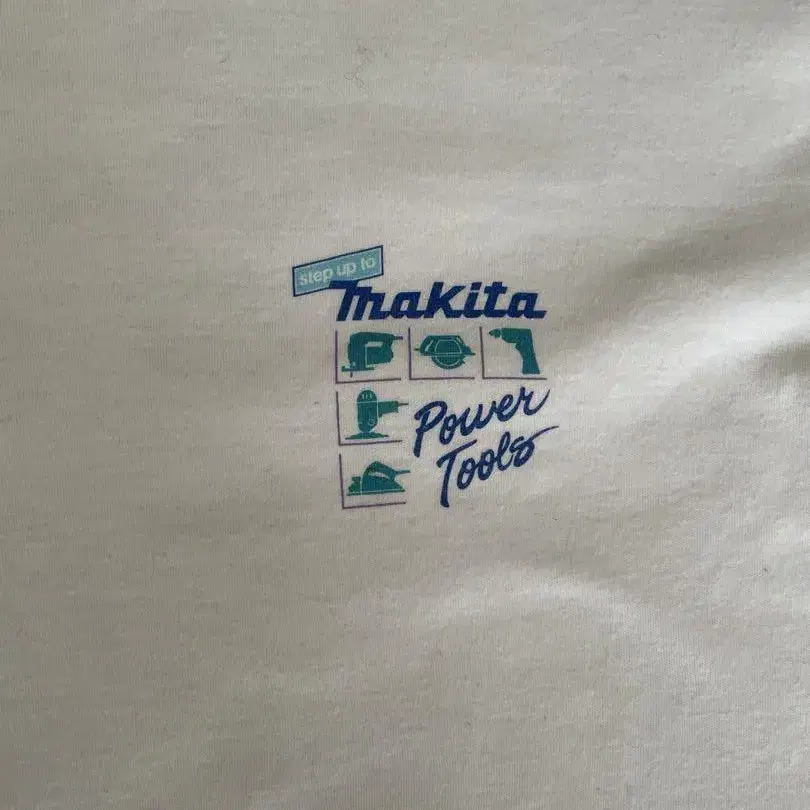 step up to
Makita
Power
Tools